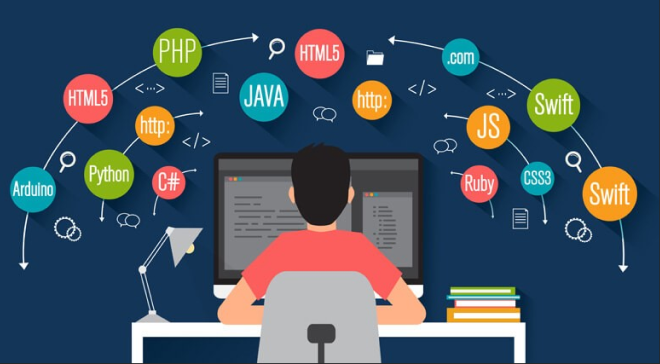 PHP
HTML5
.com
HTML5
JAVA
http:
Swift
http:
JS
Arduino
Python
C#
Ruby
CSS3
Swift
<···>
</>
</>
<···>